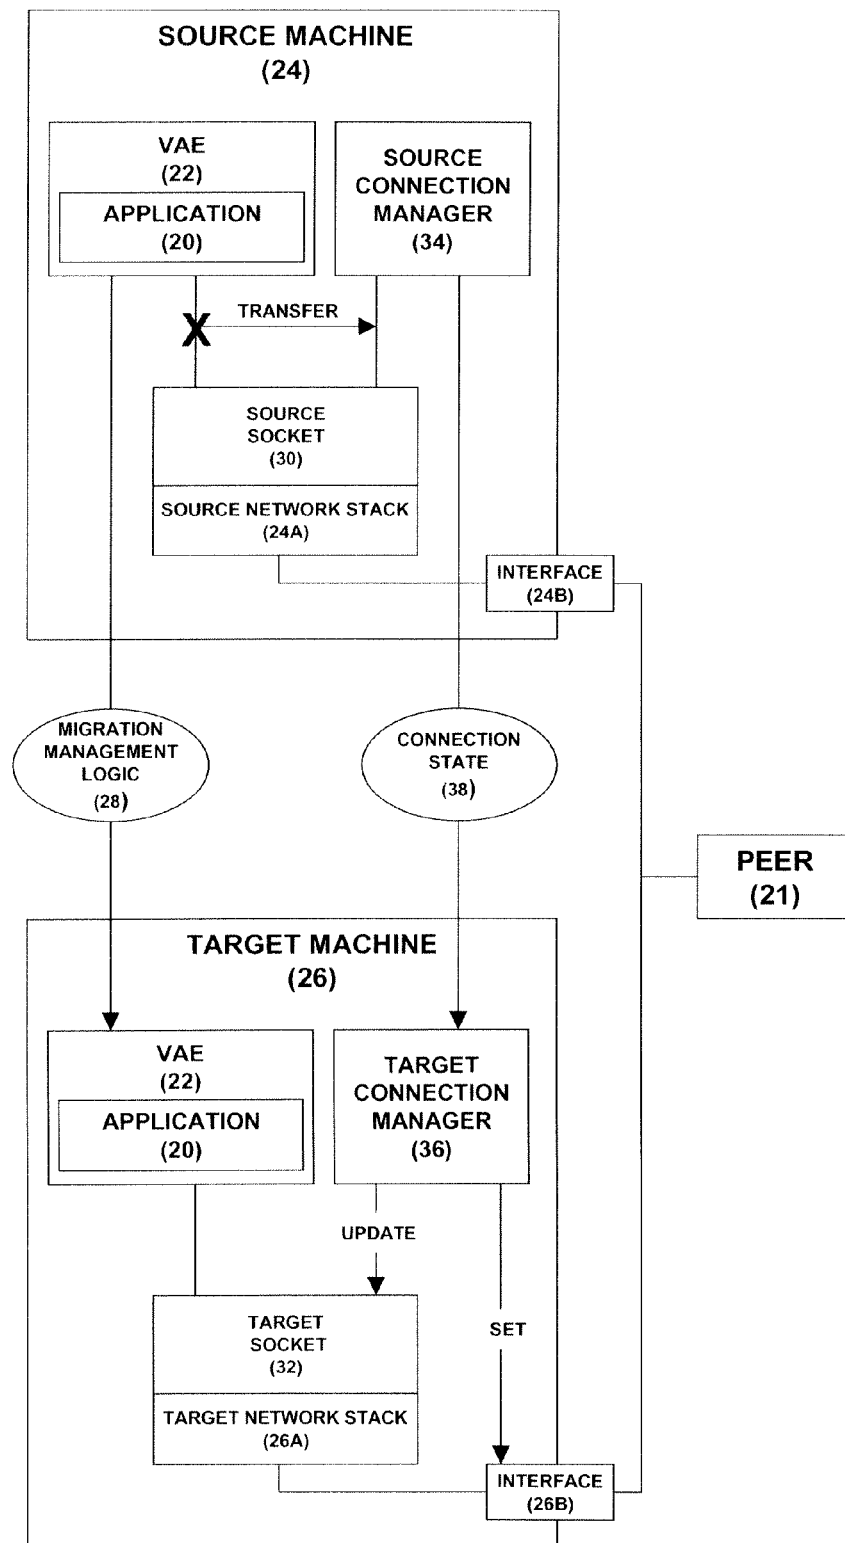 SOURCE MACHINE
(24)
VAE
(22)
APPLICATION
(20)
SOURCE
CONNECTION
MANAGER
(34)
TRANSFER
X
SOURCE
SOCKET
(30)
SOURCE NETWORK STACK
(24A)
INTERFACE
(24B)
MIGRATION
MANAGEMENT
LOGIC
(28)
CONNECTION
STATE
(38)
PEER
(21)
TARGET MACHINE
(26)
VAE
(22)
APPLICATION
(20)
TARGET
CONNECTION
MANAGER
(36)
UPDATE
TARGET
SOCKET
(32)
SET
TARGET NETWORK STACK
(26A)
INTERFACE
(26B)